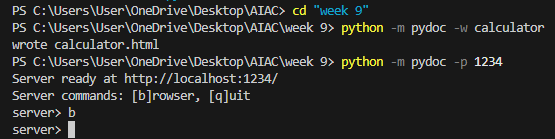 PS C:\Users\User\OneDrive\Desktop\AIAC> cd "week 9"
PS C:\Users\User\OneDrive\Desktop\AIAC\week 9> python -m pydoc -w calculator
wrote calculator.html
PS C:\Users\User\OneDrive\Desktop\AIAC\week 9> python -m pydoc -p 1234
Server ready at http://localhost:1234/
Server commands: [b]rowser, [q]uit
server> b
server>